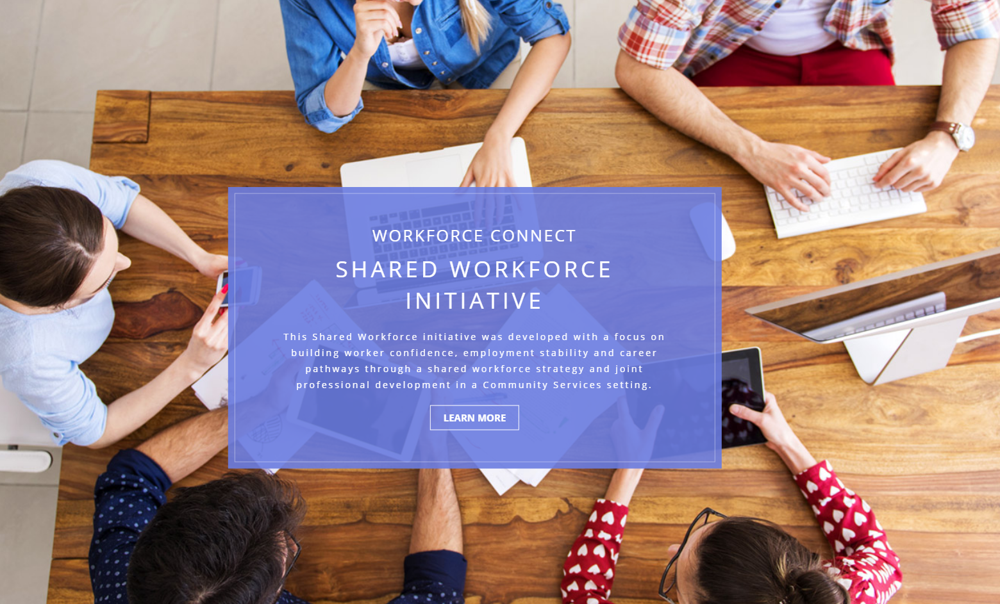 WORKFORCE CONNECT
SHARED WORKFORCE
INITIATIVE
This Shared Workforce initiative was developed with a focus on
building worker confidence, employment stability and career
pathways through a shared workforce strategy and joint
professional development in a Community Services setting.
LEARN MORE